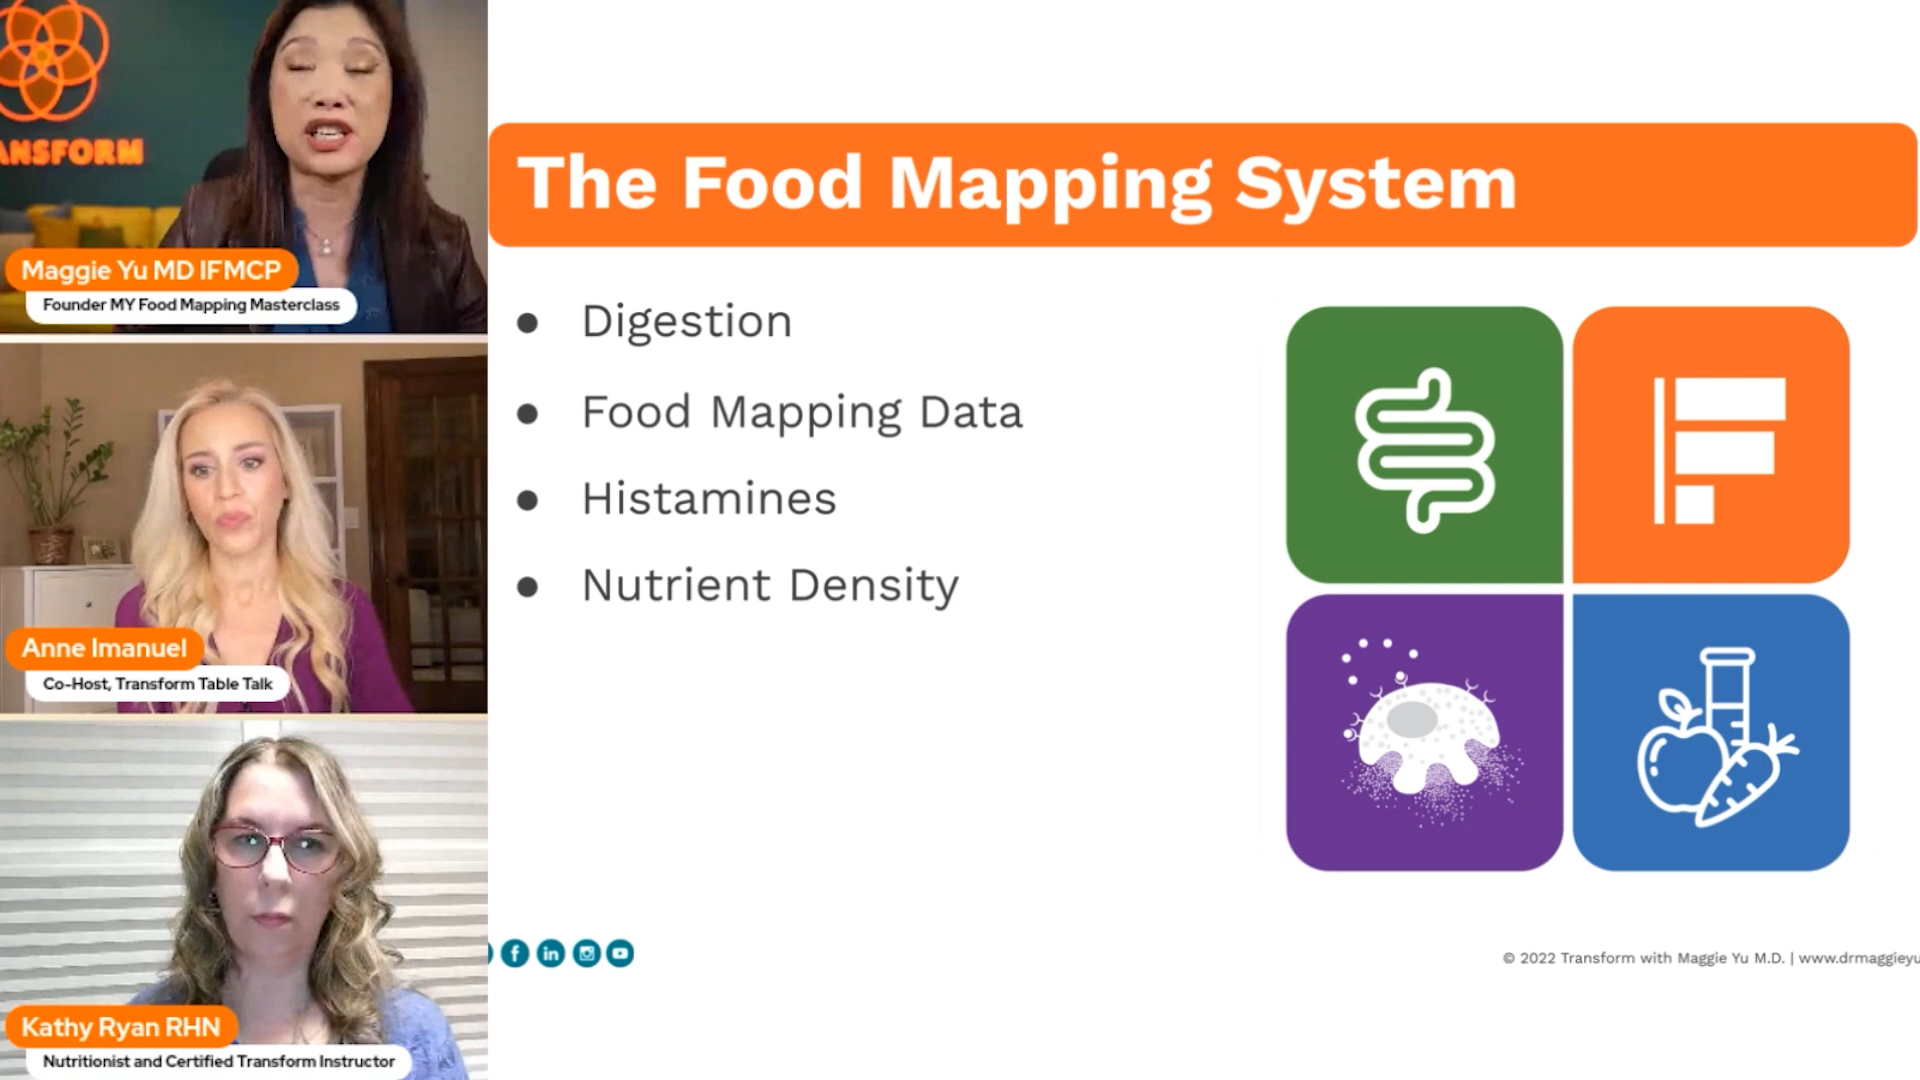 ANSFORM
Maggie Yu MD IFMCP
Founder MY Food Mapping Masterclass
Anne Imanuel
Co-Host, Transform Table Talk
Kathy Ryan RHN
Nutritionist and Certified Transform Instructor
The Food Mapping System
● Digestion
● Food Mapping Data
● Histamines
● Nutrient Density
© 2022 Transform with Maggie Yu M.D. | www.drmaggieyu